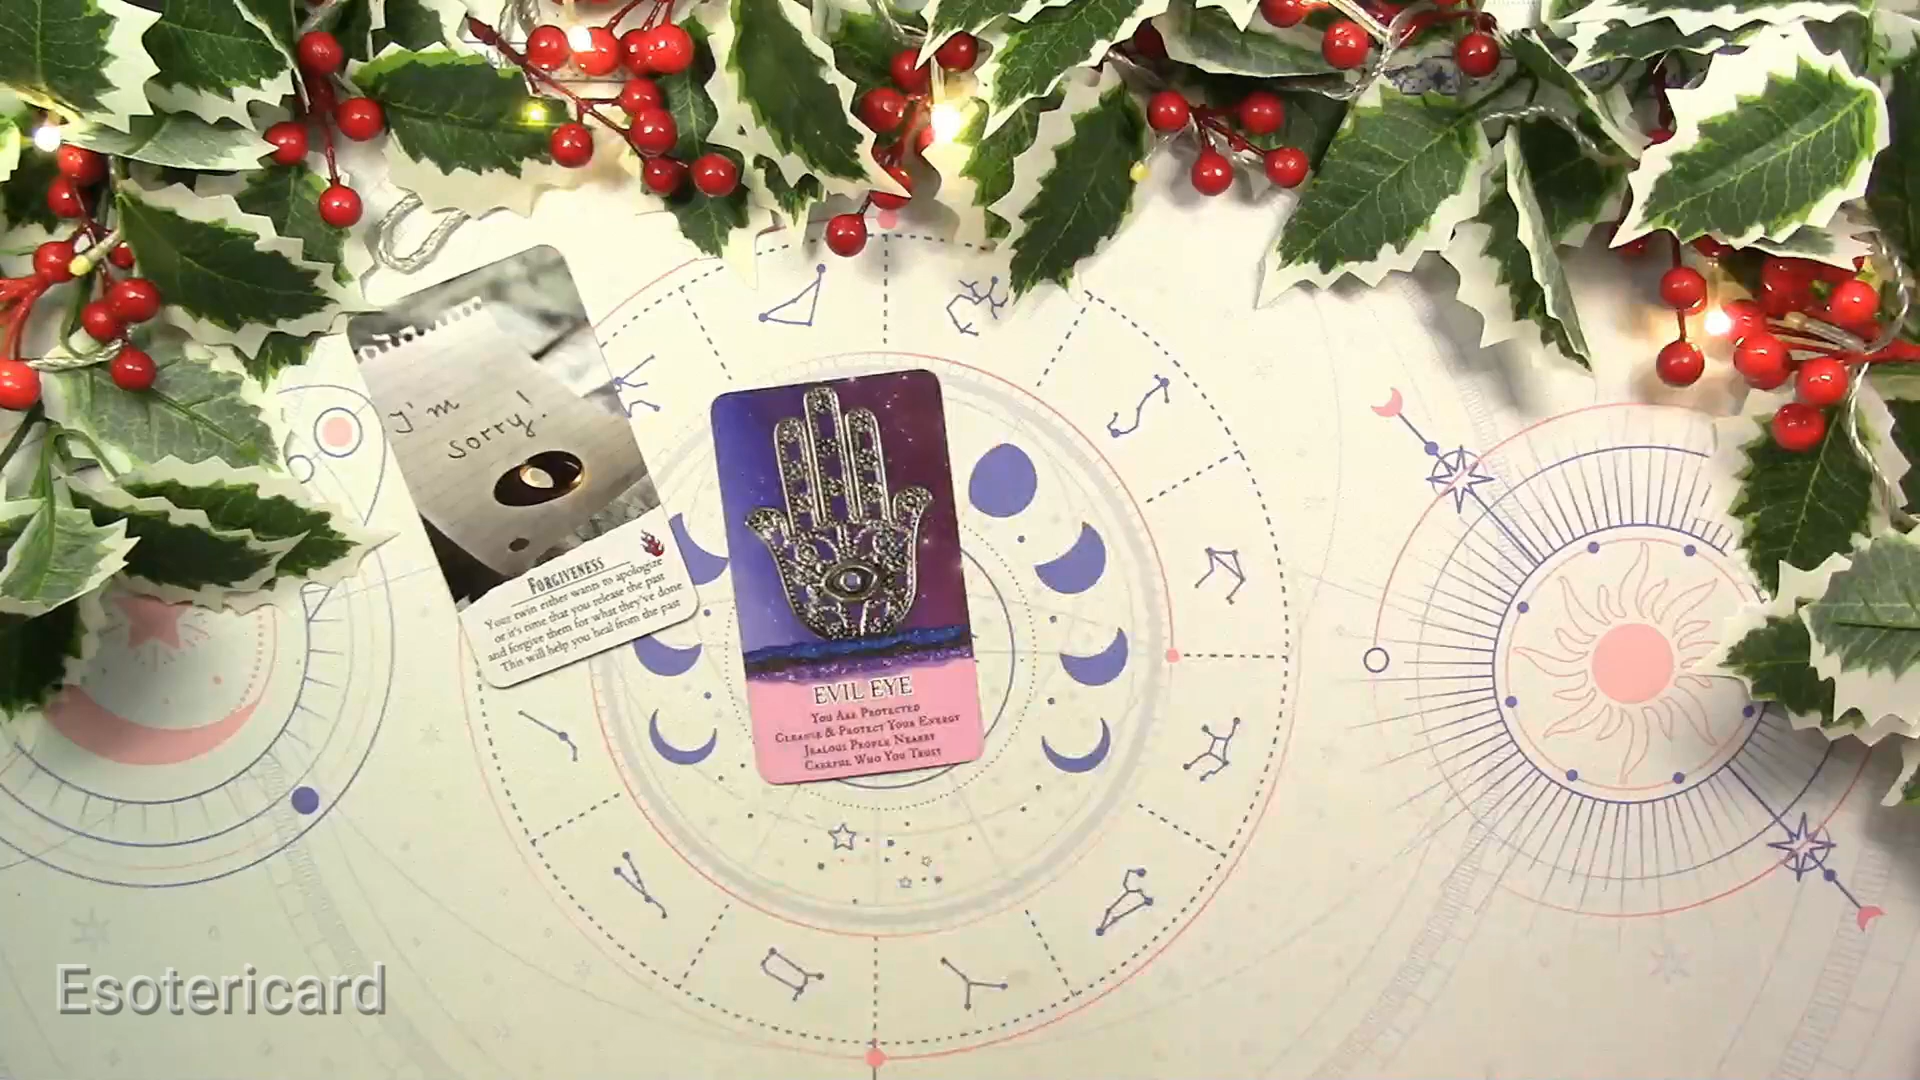 I'm
sorry!
FORGIVENESS
Your twin either wants to apologize
or it's time that you release the past
and forgive them for what they've done
This will help you heal from the past
EVIL EYE
YOU ARE PROTECTED
CLEANSE & PROTECT YOUR ENERGY
JEALOUS PEOPLE NEARBY
CAREFUL WHO YOU TRUST
Esotericard